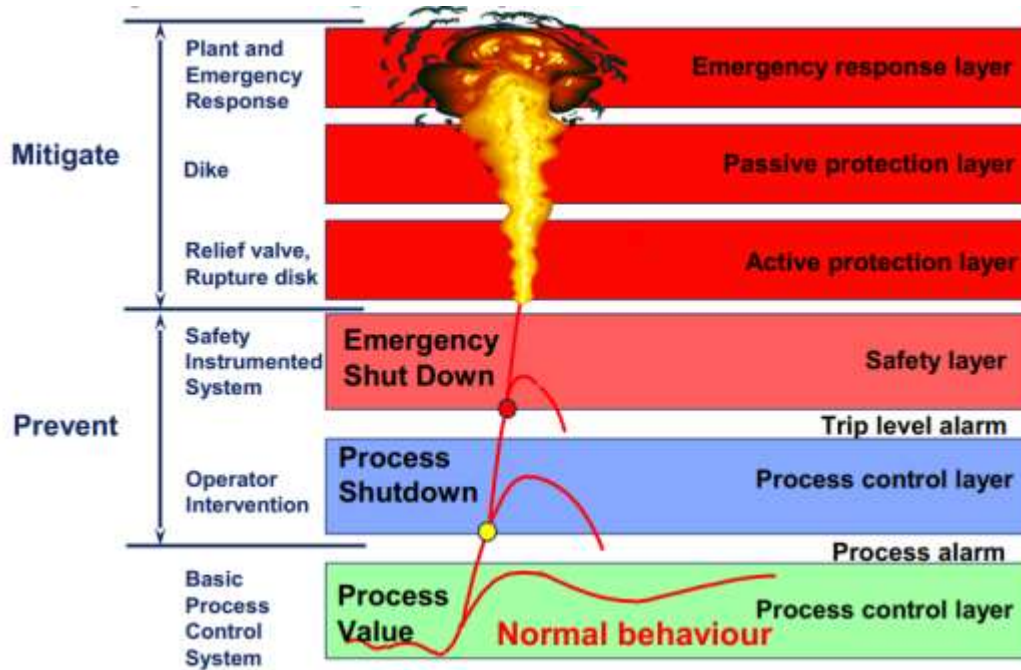 Plant and
Emergency
Response
Emergency response layer
Mitigate
Dike
Passive protection layer
Relief valve,
Rupture disk
Active protection layer
Safety
Instrumented
System
Emergency
Shut Down
Safety layer
Prevent
Trip level alarm
Operator
Intervention
Process
Shutdown
Process control layer
Process alarm
Basic
Process
Control
System
Process
Value
Normal behaviour
Process control layer